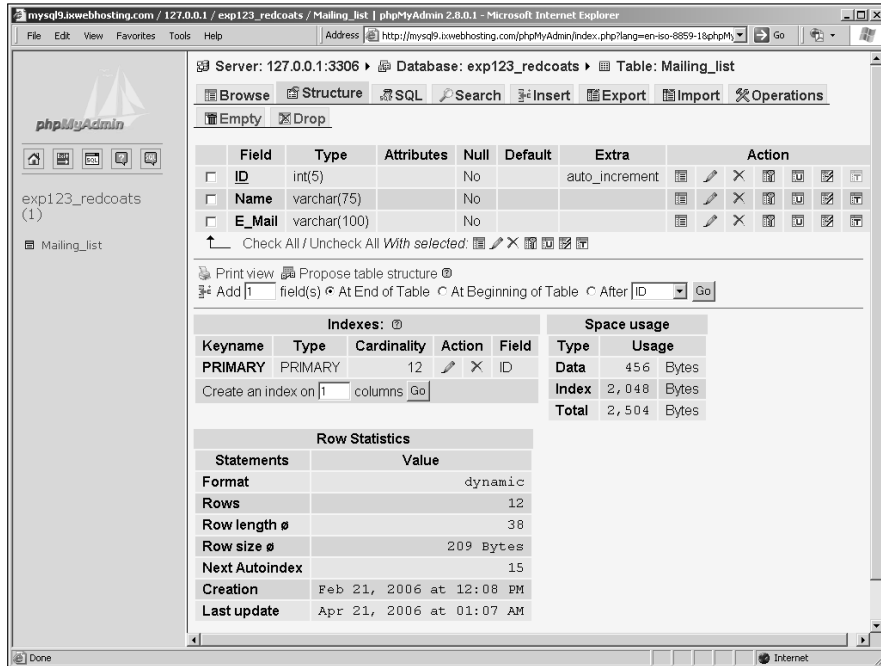 mysql9.ixwebhosting.com / 127.0.0.1 / exp123_redcoats / Mailing_list | phpMyAdmin 2.8.0.1 - Microsoft Internet Explorer
File Edit View Favorites Tools Help Address http://mysql9.ixwebhosting.com/phpMyAdmin/index.php?lang=en-iso-8859-1&phpMy Go
phpMyAdmin
SQL
exp123_redcoats
(1)
Mailing_list
Server: 127.0.0.1:3306 ▸ Database: exp123_redcoats ▸ Table: Mailing_list
Browse Structure SQL Search Insert Export Import Operations
Empty Drop
Field Type Attributes Null Default Extra Action
ID int(5) No auto_increment
Name varchar(75) No
E_Mail varchar(100) No
Check All / Uncheck All With selected:
Print view Propose table structure
Add 1 field(s) At End of Table At Beginning of Table After ID Go
Indexes:
Keyname Type Cardinality Action Field
PRIMARY PRIMARY 12 ID
Create an index on 1 columns Go
Space usage
Type Usage
Data 456 Bytes
Index 2,048 Bytes
Total 2,504 Bytes
Row Statistics
Statements Value
Format dynamic
Rows 12
Row length ø 38
Row size ø 209 Bytes
Next Autoindex 15
Creation Feb 21, 2006 at 12:08 PM
Last update Apr 21, 2006 at 01:07 AM
Done Internet